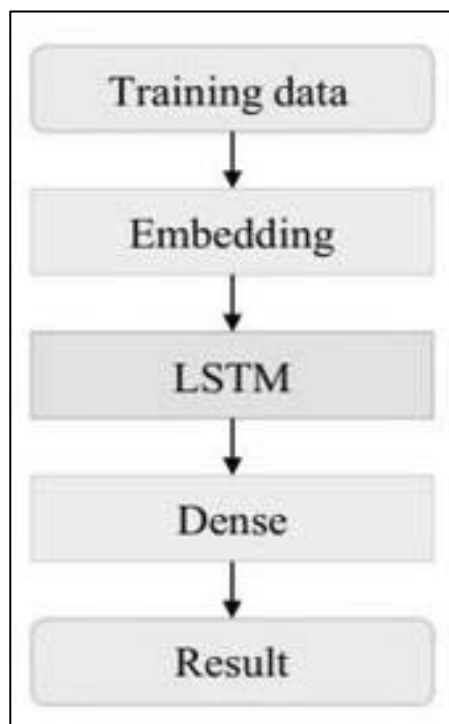 Training data
Embedding
LSTM
Dense
Result